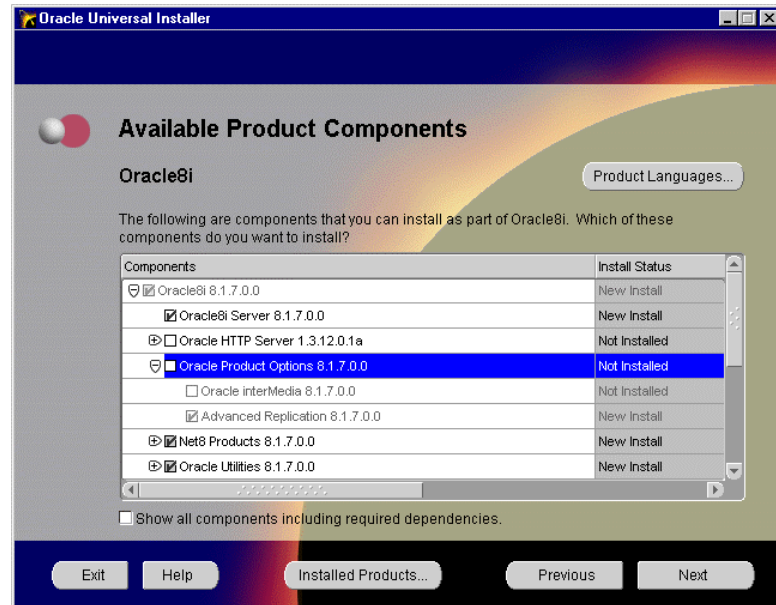 Oracle Universal Installer
Available Product Components
Oracle8i
Product Languages...
The following are components that you can install as part of Oracle8i. Which of these
components do you want to install?
Components Install Status
Oracle8i 8.1.7.0.0 New Install
Oracle8i Server 8.1.7.0.0 New Install
Oracle HTTP Server 1.3.12.0.1a Not Installed
Oracle Product Options 8.1.7.0.0 Not Installed
Oracle interMedia 8.1.7.0.0 Not Installed
Advanced Replication 8.1.7.0.0 New Install
Net8 Products 8.1.7.0.0 New Install
Oracle Utilities 8.1.7.0.0 New Install
Show all components including required dependencies.
Exit Help Installed Products... Previous Next